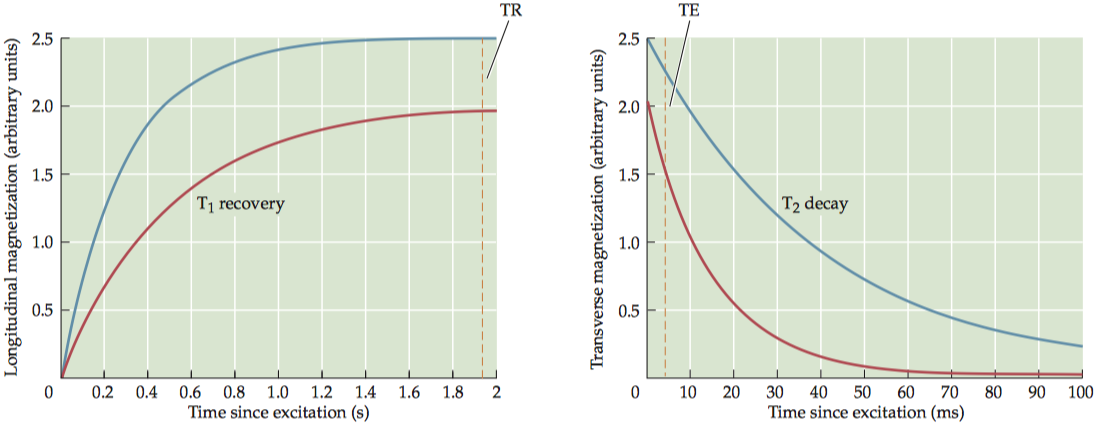 TR
Longitudinal magnetization (arbitrary units)
2.5
2.0
1.5
1.0
0.5
0
T1 recovery
0.2 0.4 0.6 0.8 1.0 1.2 1.4 1.6 1.8 2
Time since excitation (s)
TE
Transverse magnetization (arbitrary units)
2.5
2.0
1.5
1.0
0.5
0
T2 decay
10 20 30 40 50 60 70 80 90 100
Time since excitation (ms)